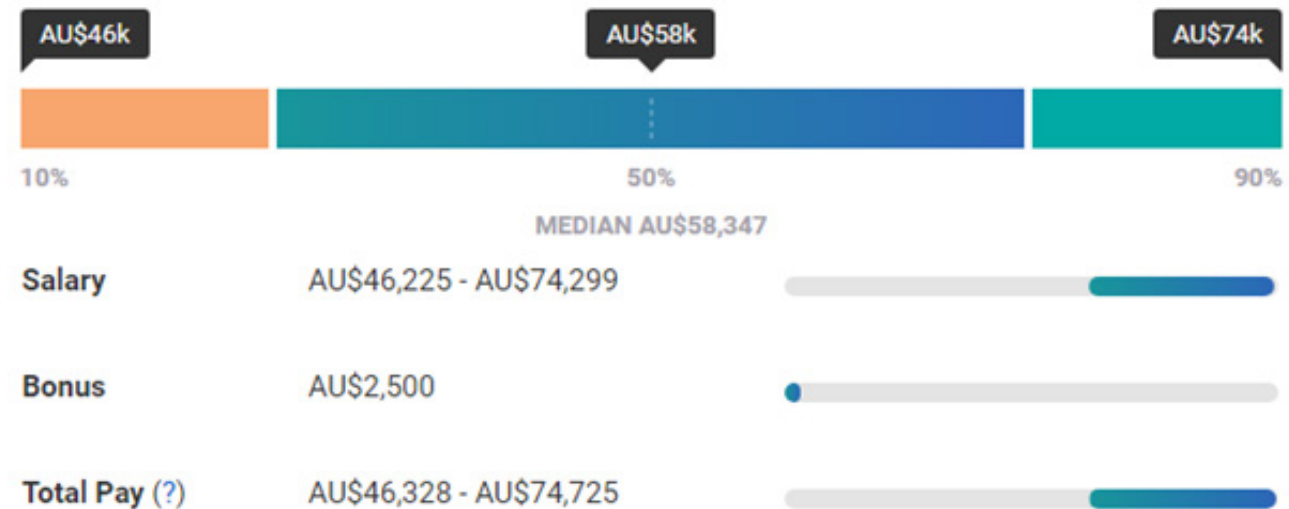 AU$46k AU$58k AU$74k
10% 50% 90%
MEDIAN AU$58,347
Salary AU$46,225 - AU$74,299
Bonus AU$2,500
Total Pay (?) AU$46,328 - AU$74,725